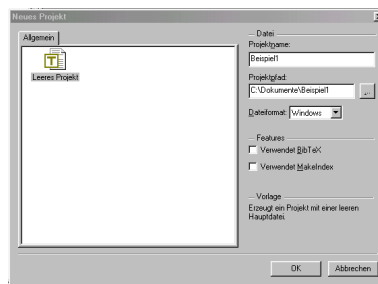 Neues Projekt
Allgemein
Leeres Projekt
Datei
Projektname:
Beispiel1
Projektpfad:
C:\Dokumente\Beispiel1
...
Dateiformat: Windows
Features
Verwendet BibTeX
Verwendet MakeIndex
Vorlage
Erzeugt ein Projekt mit einer leeren
Hauptdatei.
OK
Abbrechen